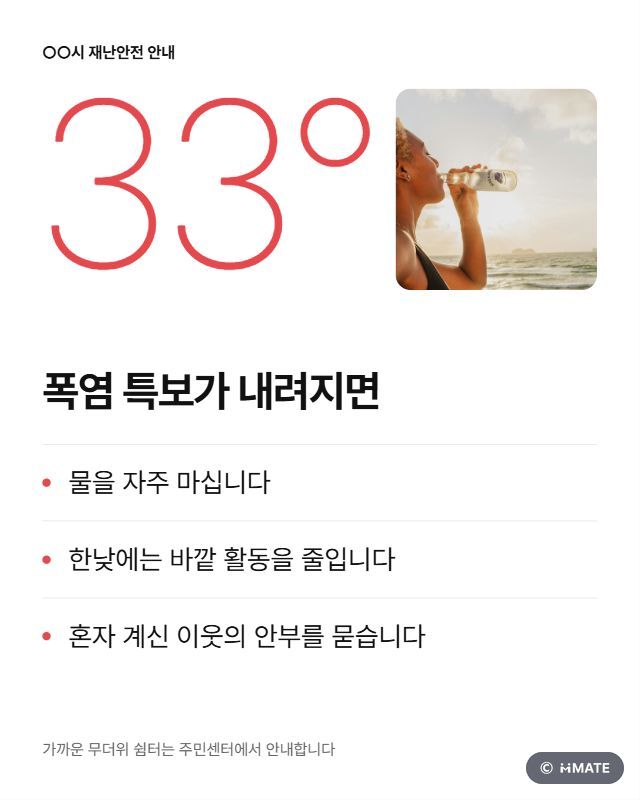 〇〇시 재난안전 안내
33°
폭염 특보가 내려지면
• 물을 자주 마십니다
• 한낮에는 바깥 활동을 줄입니다
• 혼자 계신 이웃의 안부를 묻습니다
가까운 무더위 쉼터는 주민센터에서 안내합니다
© MMATE